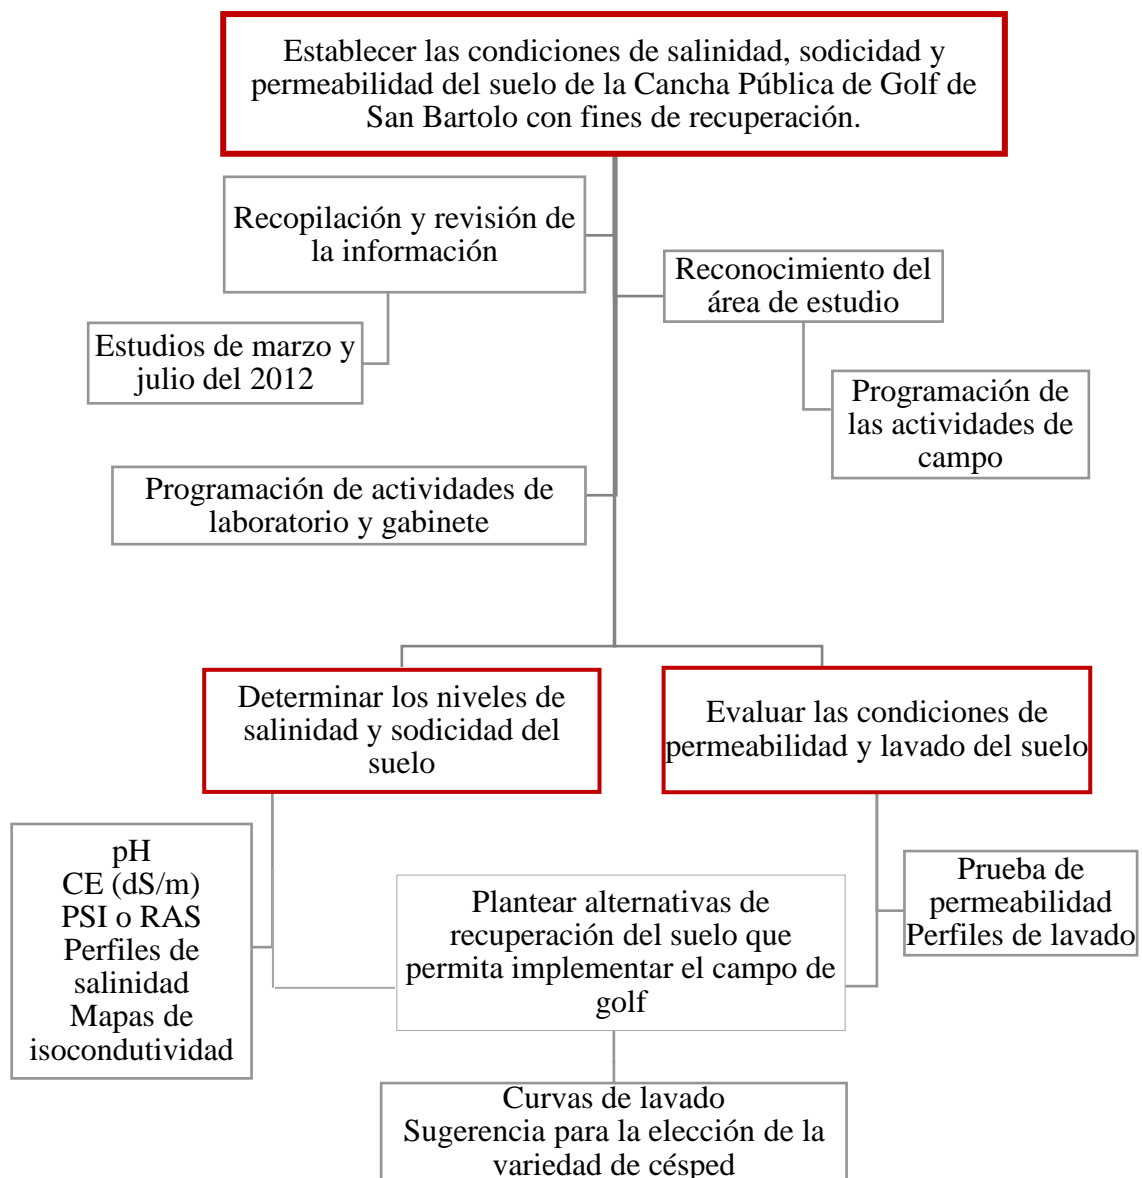 Establecer las condiciones de salinidad, sodicidad y
permeabilidad del suelo de la Cancha Pública de Golf de
San Bartolo con fines de recuperación.
Recopilación y revisión de
la información
Reconocimiento del
área de estudio
Estudios de marzo y
julio del 2012
Programación de
las actividades de
campo
Programación de actividades de
laboratorio y gabinete
Determinar los niveles de
salinidad y sodicidad del
suelo
Evaluar las condiciones de
permeabilidad y lavado del suelo
pH
CE (dS/m)
PSI o RAS
Perfiles de
salinidad
Mapas de
isocondutividad
Plantear alternativas de
recuperación del suelo que
permita implementar el campo de
golf
Prueba de
permeabilidad
Perfiles de lavado
Curvas de lavado
Sugerencia para la elección de la
variedad de césped